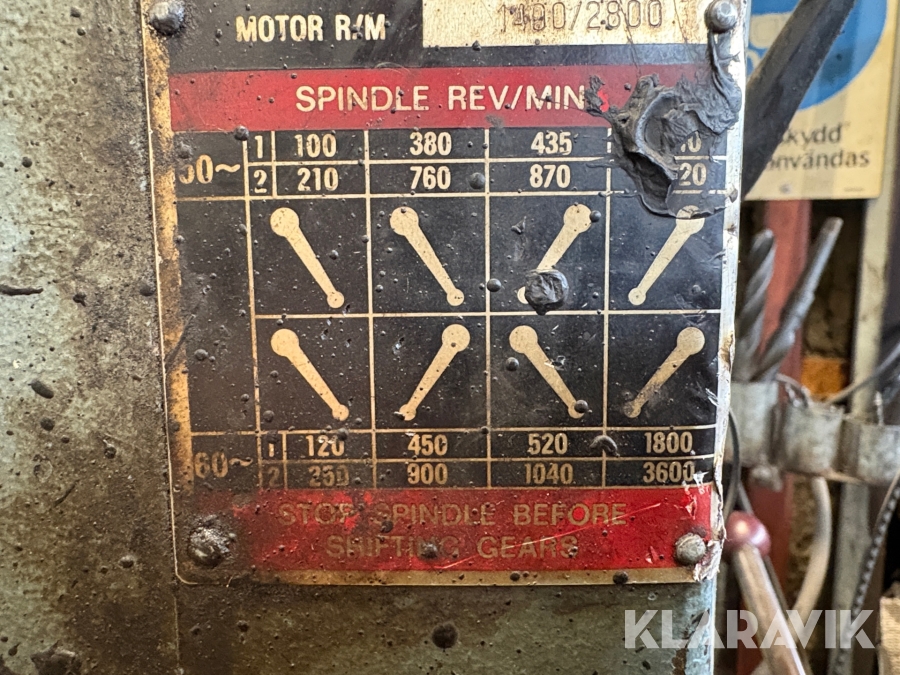 MOTOR R/M 1400/2800
SPINDLE REV/MIN
1 100 380 435
2 210 760 870
60~ 1 120 450 520 1800
2 250 900 1040 3600
STOP SPINDLE BEFORE
SHIFTING GEARS
användas
KLARAVIK